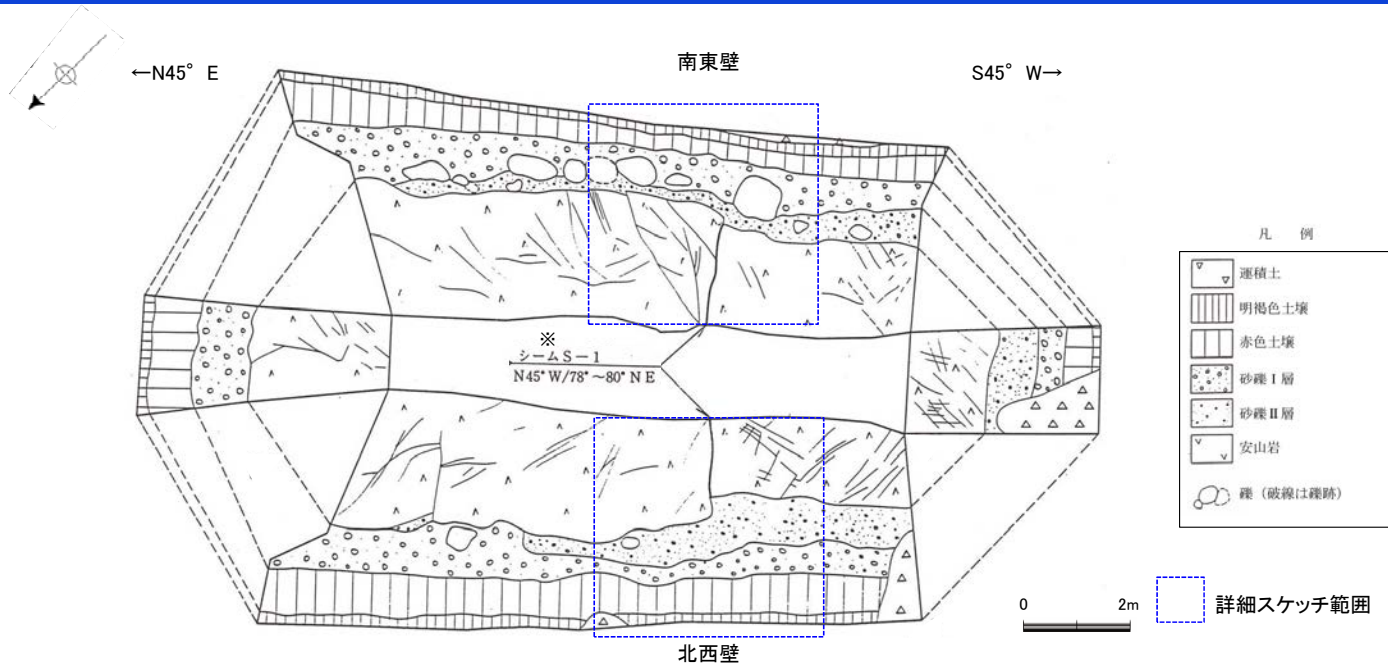 ←N45° E
南東壁
S45° W→
※
シームS-1
N45°W/78°~80°NE
凡 例
運積土
明褐色土壌
赤色土壌
砂礫Ⅰ層
砂礫Ⅱ層
安山岩
礫（破線は礫跡）
0 2m
詳細スケッチ範囲
北西壁